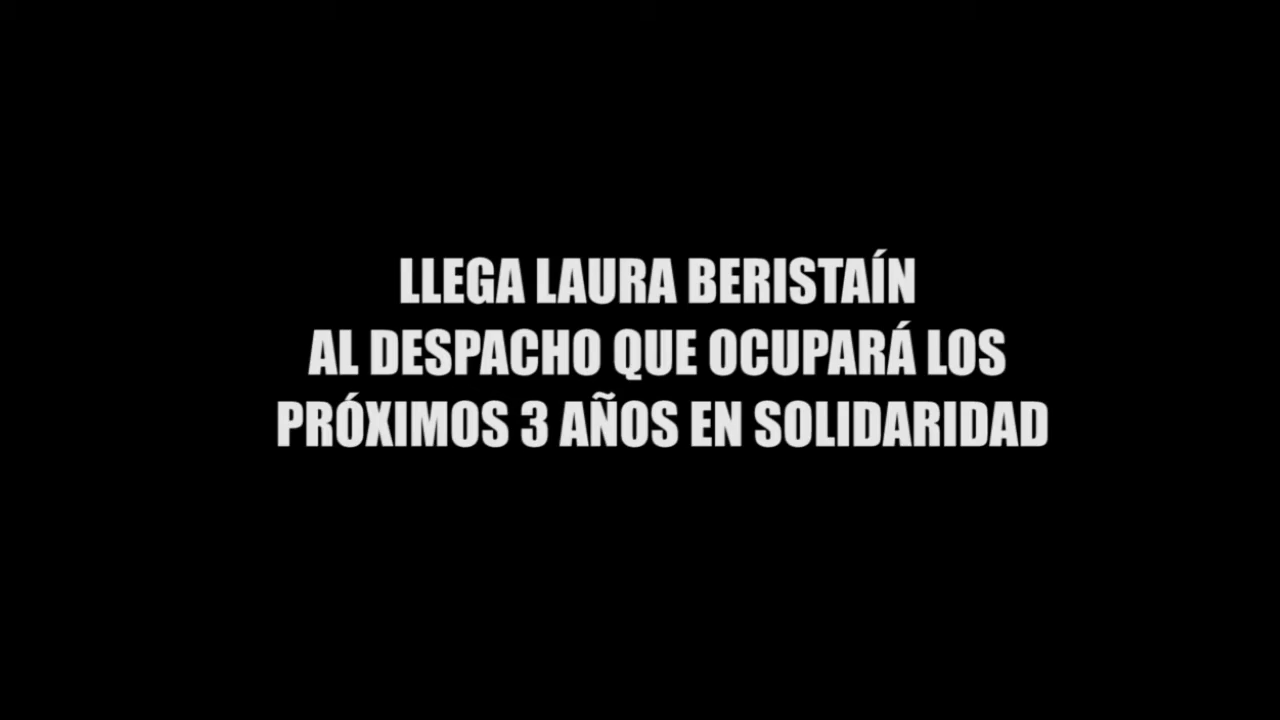 LLEGA LAURA BERISTAÍN
AL DESPACHO QUE OCUPARÁ LOS
PRÓXIMOS 3 AÑOS EN SOLIDARIDAD